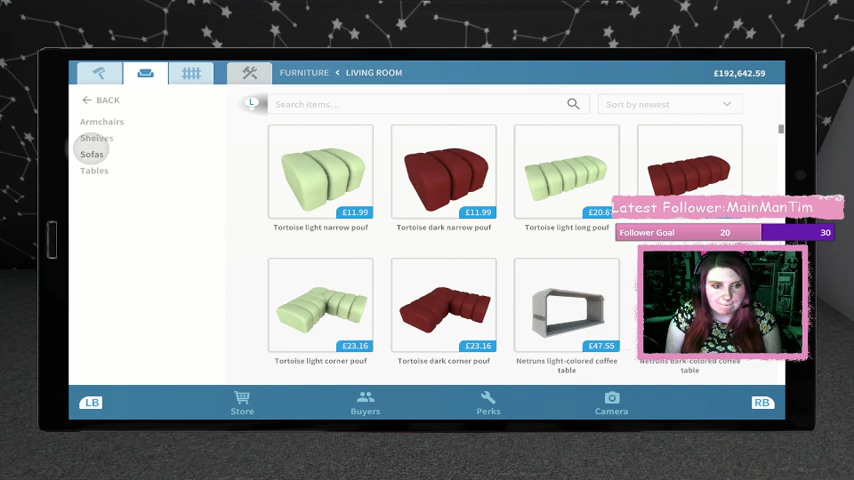 FURNITURE < LIVING ROOM
£192,642.59
BACK
L
Search items...
Sort by newest
Armchairs
Shelves
Sofas
Tables
£11.99
£11.99
£20.6
Tortoise light narrow pouf
Tortoise dark narrow pouf
Tortoise light long pouf
Latest Follower:MainManTim
Follower Goal 20 30
£23.16
£23.16
£47.55
Tortoise light corner pouf
Tortoise dark corner pouf
Netruns light-colored coffee table
Netruns dark-colored coffee table
LB
Store
Buyers
Perks
Camera
RB